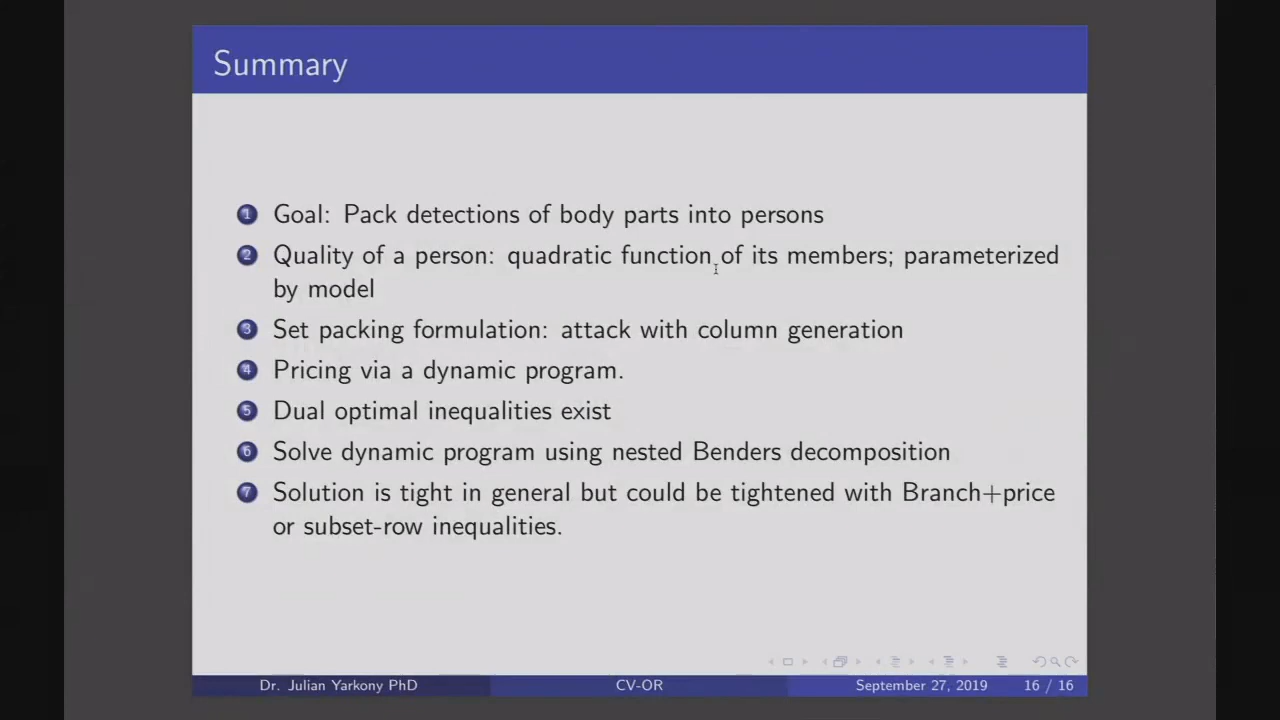 Summary
1 Goal: Pack detections of body parts into persons
2 Quality of a person: quadratic function of its members; parameterized
by model
3 Set packing formulation: attack with column generation
4 Pricing via a dynamic program.
5 Dual optimal inequalities exist
6 Solve dynamic program using nested Benders decomposition
7 Solution is tight in general but could be tightened with Branch+price
or subset-row inequalities.
Dr. Julian Yarkony PhD CV-OR September 27, 2019 16 / 16